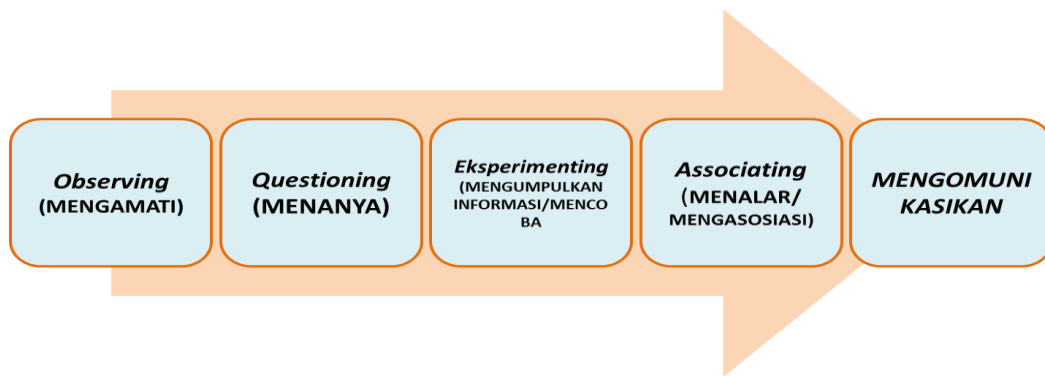 Observing
(MENGAMATI)
Questioning
(MENANYA)
Eksperimenting
(MENGUMPULKAN
INFORMASI/MENCO
BA
Associating
(MENALAR/
MENGASOSIASI)
MENGOMUNI
KASIKAN